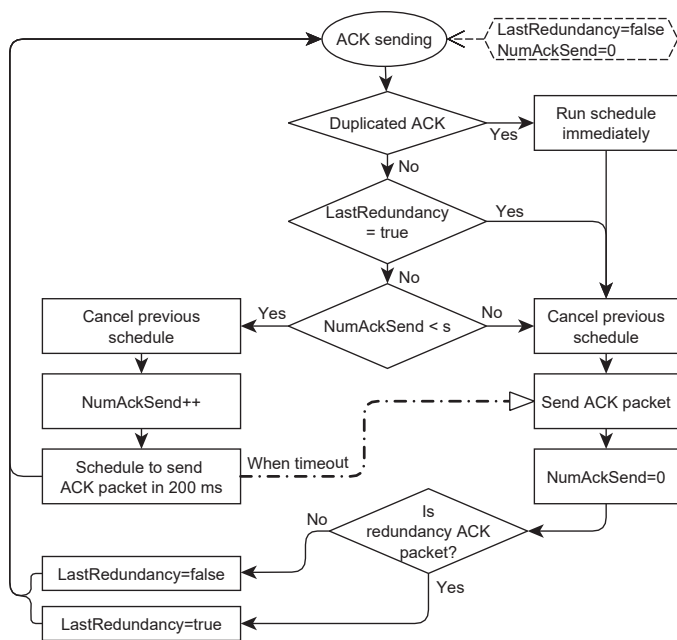 ACK sending
LastRedundancy=false
NumAckSend=0
Duplicated ACK
Yes
Run schedule
immediately
No
LastRedundancy
= true
Yes
No
Cancel previous
schedule
Yes
NumAckSend < s
No
Cancel previous
schedule
NumAckSend++
Send ACK packet
Schedule to send
ACK packet in 200 ms
When timeout
NumAckSend=0
Is
redundancy ACK
packet?
No
LastRedundancy=false
Yes
LastRedundancy=true